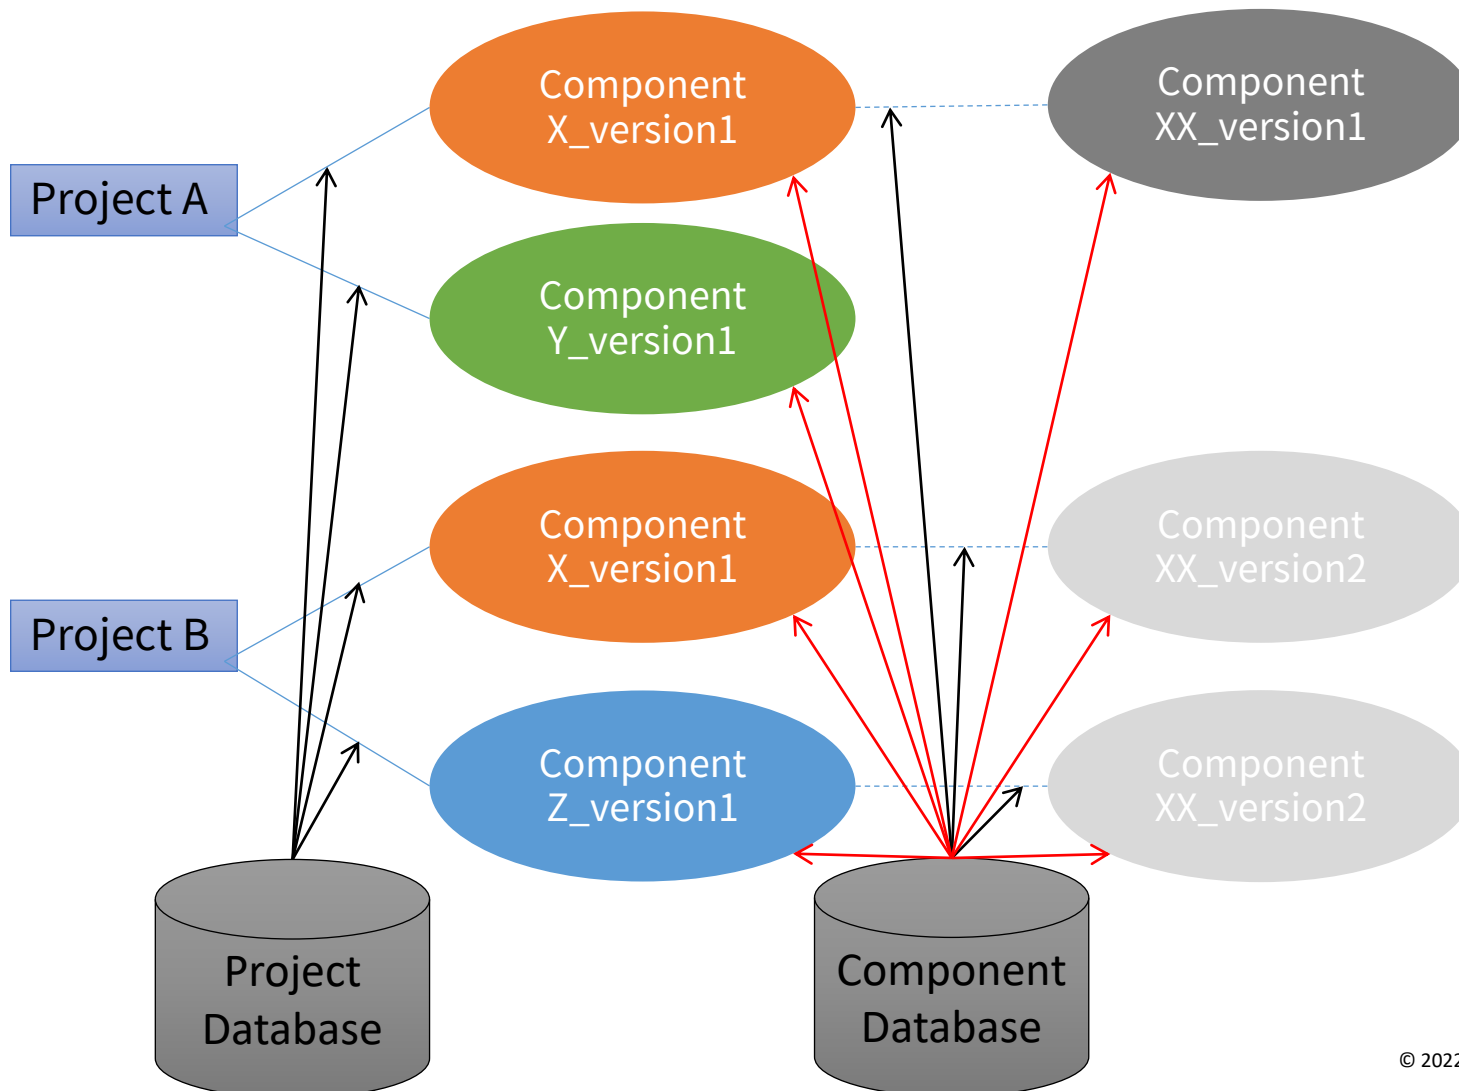 Component
X_version1
Component
XX_version1
Project A
Component
Y_version1
Component
X_version1
Component
XX_version2
Project B
Component
Z_version1
Component
XX_version2
Project
Database
Component
Database
© 2022